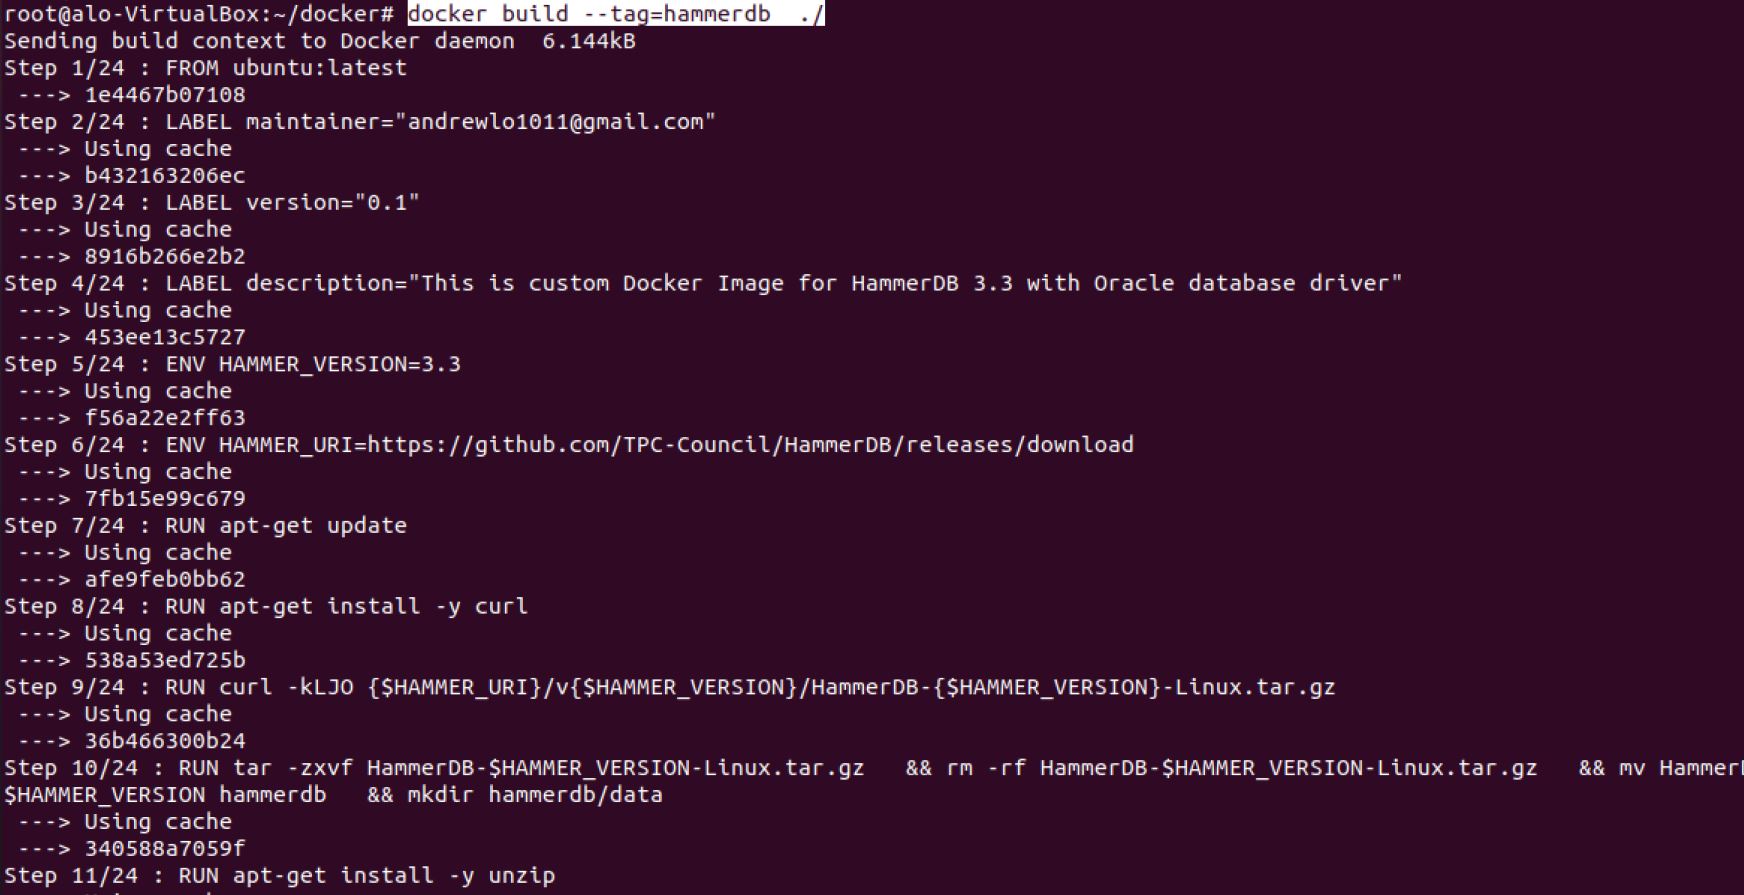 root@alo-VirtualBox:~/docker# docker build --tag=hammerdb  ./
Sending build context to Docker daemon  6.144kB
Step 1/24 : FROM ubuntu:latest
 ---> 1e4467b07108
Step 2/24 : LABEL maintainer="andrewlo1011@gmail.com"
 ---> Using cache
 ---> b432163206ec
Step 3/24 : LABEL version="0.1"
 ---> Using cache
 ---> 8916b266e2b2
Step 4/24 : LABEL description="This is custom Docker Image for HammerDB 3.3 with Oracle database driver"
 ---> Using cache
 ---> 453ee13c5727
Step 5/24 : ENV HAMMER_VERSION=3.3
 ---> Using cache
 ---> f56a22e2ff63
Step 6/24 : ENV HAMMER_URI=https://github.com/TPC-Council/HammerDB/releases/download
 ---> Using cache
 ---> 7fb15e99c679
Step 7/24 : RUN apt-get update
 ---> Using cache
 ---> afe9feb0bb62
Step 8/24 : RUN apt-get install -y curl
 ---> Using cache
 ---> 538a53ed725b
Step 9/24 : RUN curl -kLJO {$HAMMER_URI}/v{$HAMMER_VERSION}/HammerDB-{$HAMMER_VERSION}-Linux.tar.gz
 ---> Using cache
 ---> 36b466300b24
Step 10/24 : RUN tar -zxvf HammerDB-$HAMMER_VERSION-Linux.tar.gz   && rm -rf HammerDB-$HAMMER_VERSION-Linux.tar.gz   && mv Hammer
$HAMMER_VERSION hammerdb   && mkdir hammerdb/data
 ---> Using cache
 ---> 340588a7059f
Step 11/24 : RUN apt-get install -y unzip